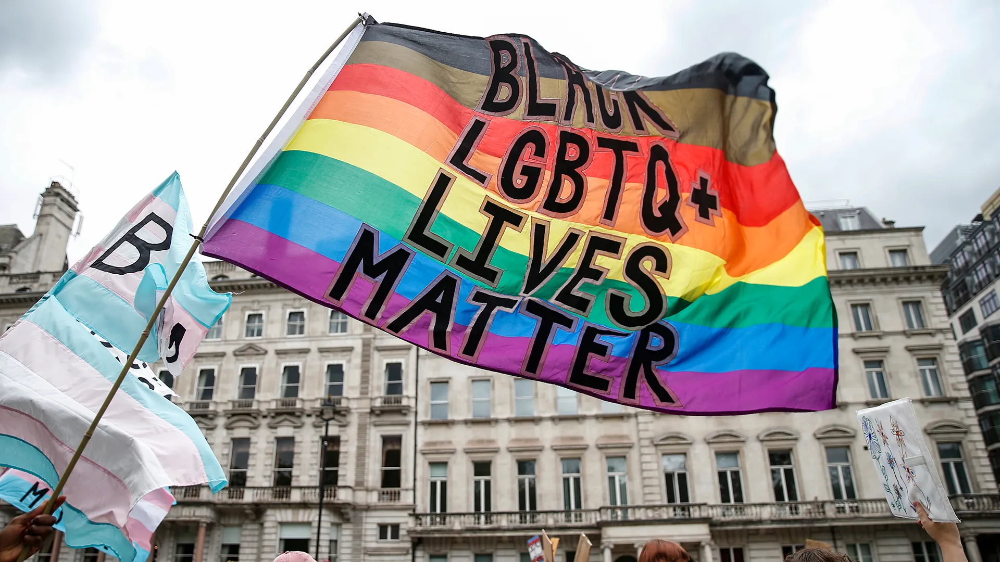 BLACK
LGBTQ+
LIVES
MATTER
B
M
M